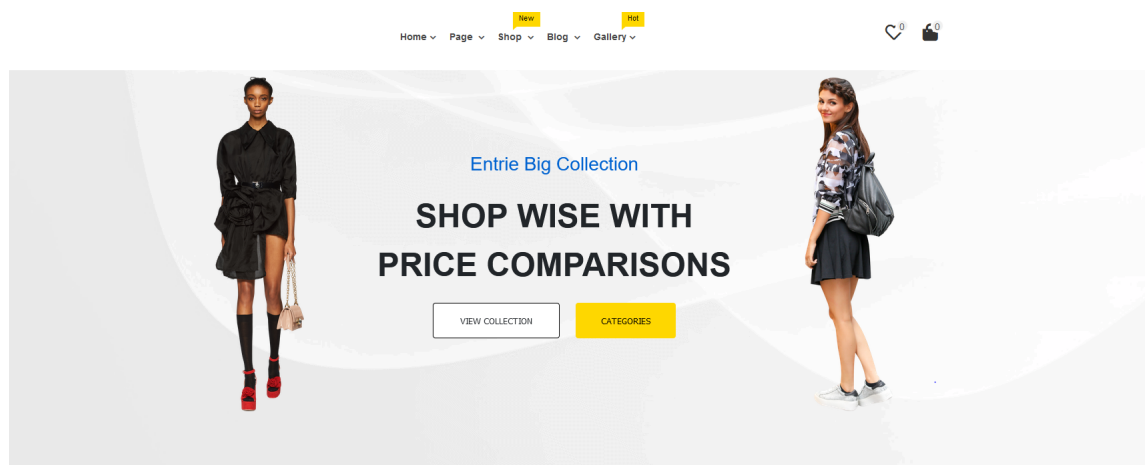 New Hot
Home Page Shop Blog Gallery 0 0
Entrie Big Collection
SHOP WISE WITH
PRICE COMPARISONS
VIEW COLLECTION CATEGORIES